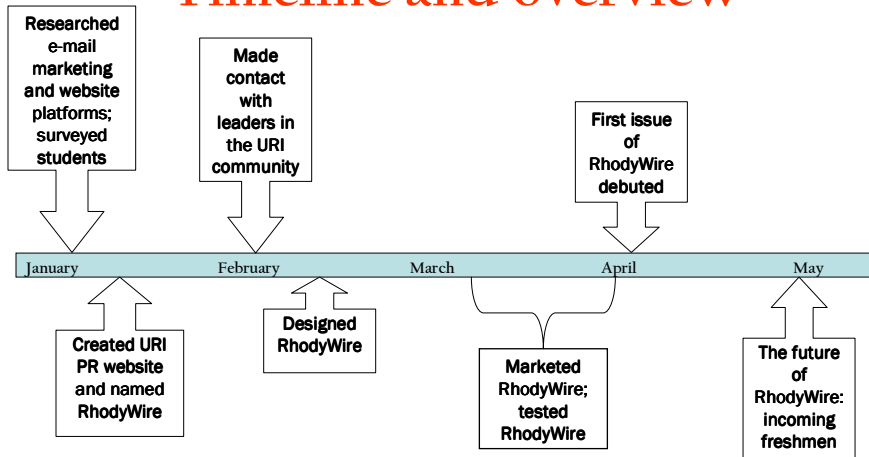 Timeline and overview
Researched
e-mail
marketing
and website
platforms;
surveyed
students
Made
contact
with
leaders in
the URI
community
First issue
of
RhodyWire
debuted
January
February
March
April
May
Created URI
PR website
and named
RhodyWire
Designed
RhodyWire
Marketed
RhodyWire;
tested
RhodyWire
The future
of
RhodyWire:
incoming
freshmen